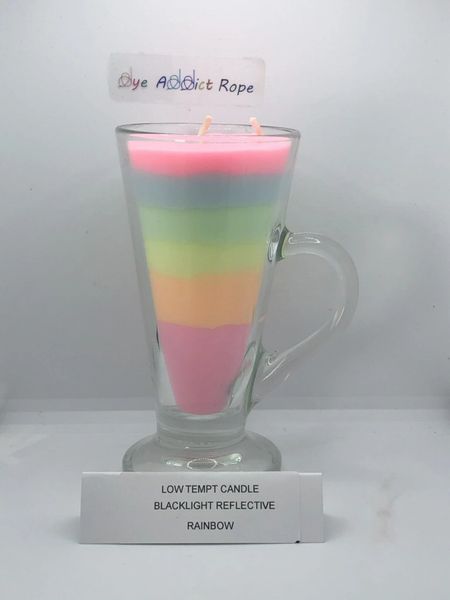 Dye Addict Rope
LOW TEMPT CANDLE
BLACKLIGHT REFLECTIVE
RAINBOW